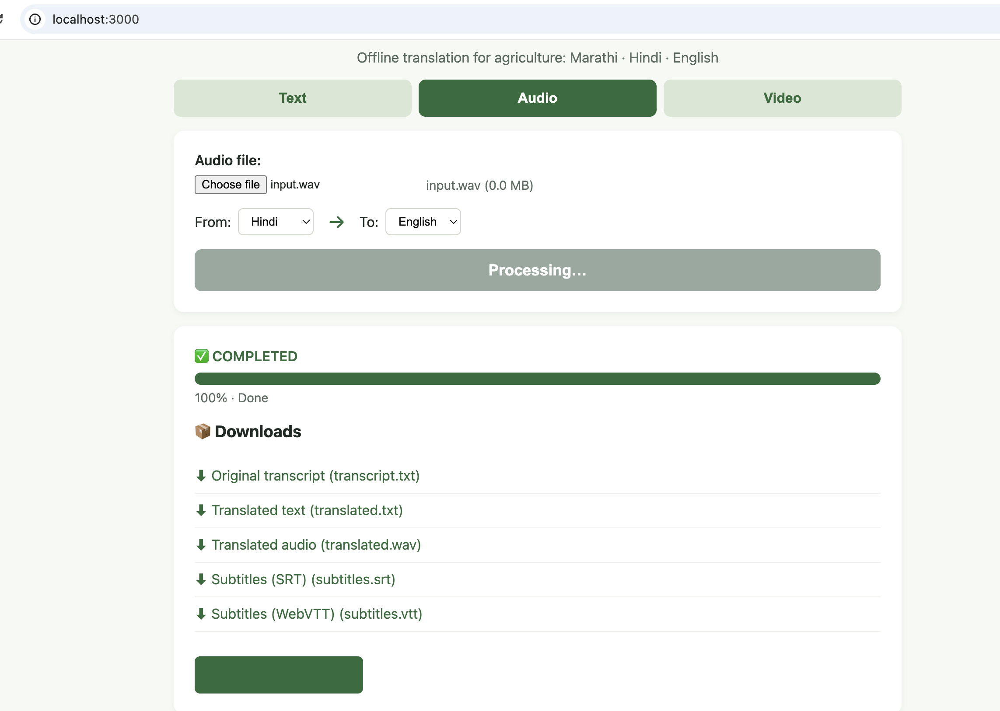 localhost:3000
Offline translation for agriculture: Marathi · Hindi · English
Text
Audio
Video
Audio file:
Choose file input.wav input.wav (0.0 MB)
From: Hindi → To: English
Processing...
✅ COMPLETED
100% · Done
📦 Downloads
⬇ Original transcript (transcript.txt)
⬇ Translated text (translated.txt)
⬇ Translated audio (translated.wav)
⬇ Subtitles (SRT) (subtitles.srt)
⬇ Subtitles (WebVTT) (subtitles.vtt)